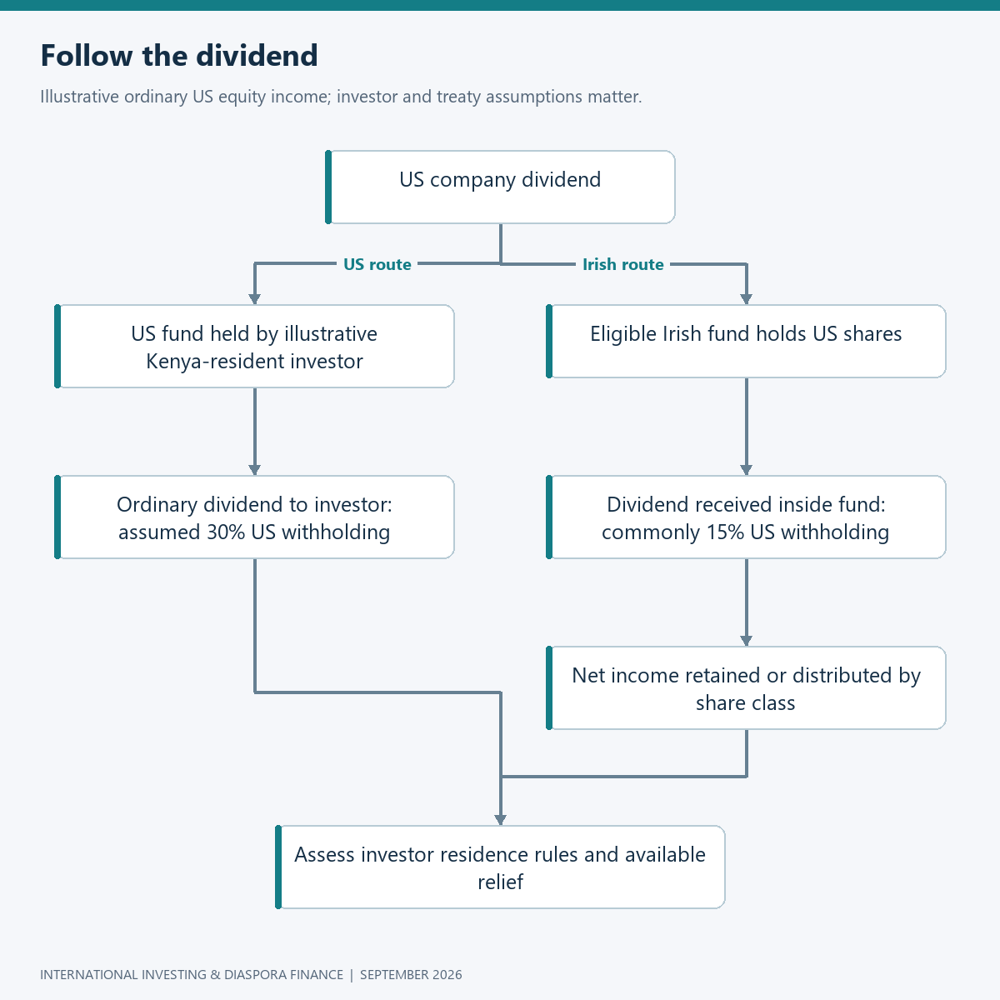 Follow the dividend
Illustrative ordinary US equity income; investor and treaty assumptions matter.
US company dividend
US route
Irish route
US fund held by illustrative
Kenya-resident investor
Eligible Irish fund holds US shares
Ordinary dividend to investor:
assumed 30% US withholding
Dividend received inside fund:
commonly 15% US withholding
Net income retained or distributed by
share class
Assess investor residence rules and available
relief
INTERNATIONAL INVESTING & DIASPORA FINANCE | SEPTEMBER 2026